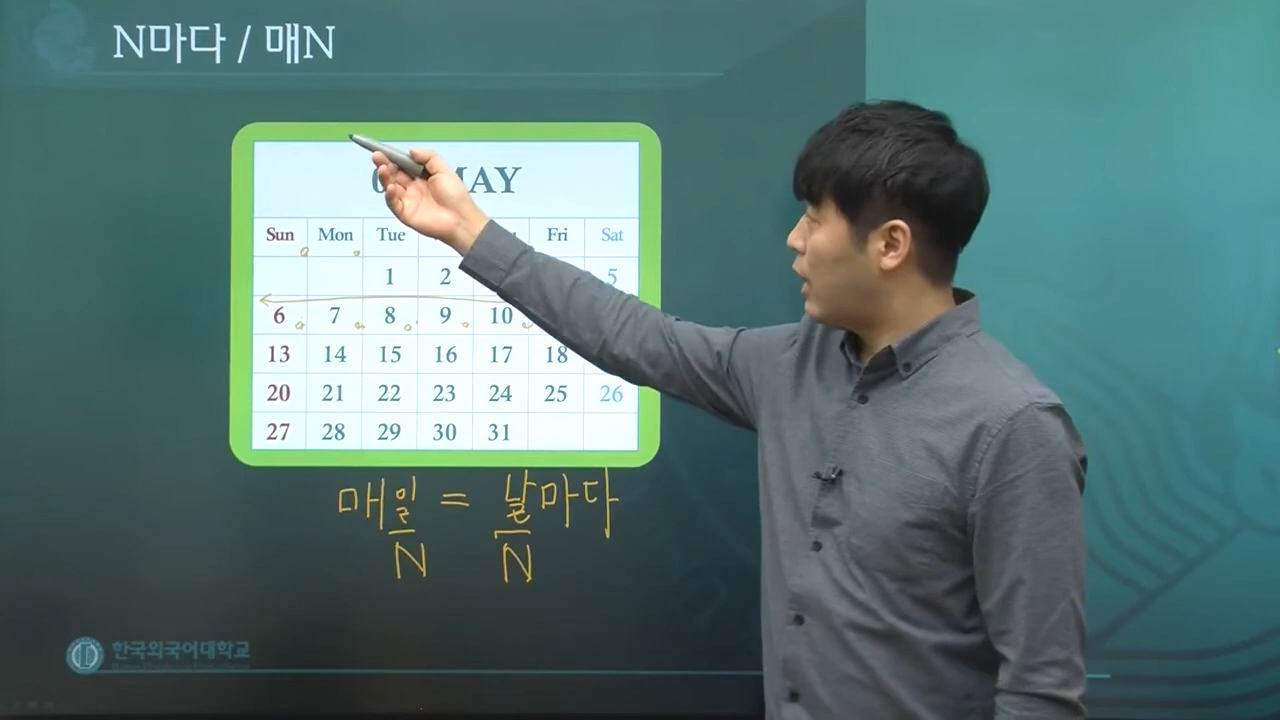 N마다 / 매N
MAY
Sun Mon Tue Fri Sat
1 2 5
6 7 8 9 10
13 14 15 16 17 18
20 21 22 23 24 25 26
27 28 29 30 31
매일 = 날마다
N N
한국외국어대학교